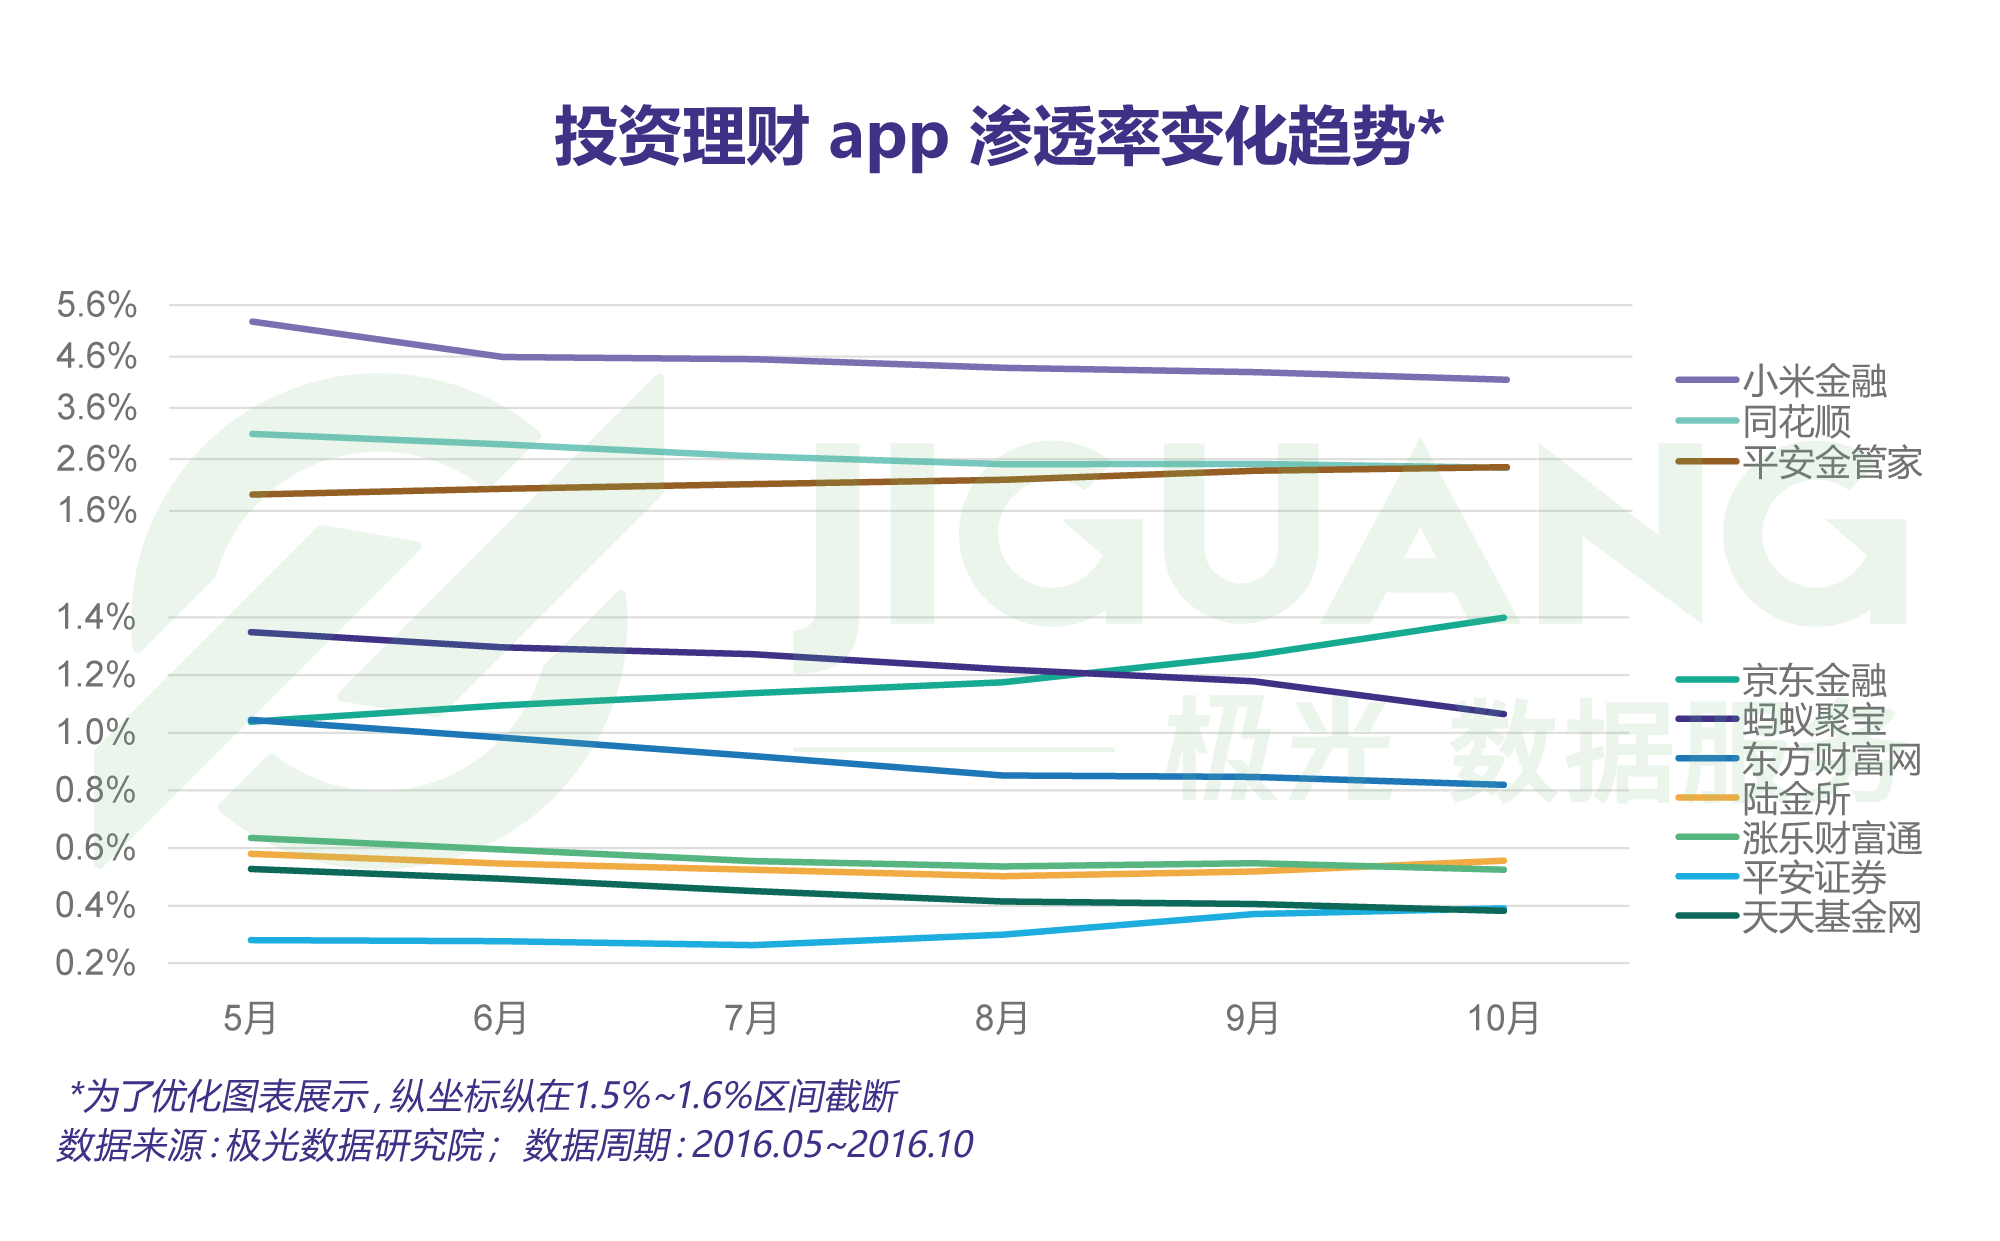 投资理财 app 渗透率变化趋势*
5.6%
4.6%
3.6%
2.6%
1.6%
1.4%
1.2%
1.0%
0.8%
0.6%
0.4%
0.2%
小米金融
同花顺
平安金管家
京东金融
蚂蚁聚宝
东方财富网
陆金所
涨乐财富通
平安证券
天天基金网
JIGUANG
极光 数据服务
5月 6月 7月 8月 9月 10月
*为了优化图表展示,纵坐标纵在1.5%~1.6%区间截断
数据来源:极光数据研究院; 数据周期:2016.05~2016.10